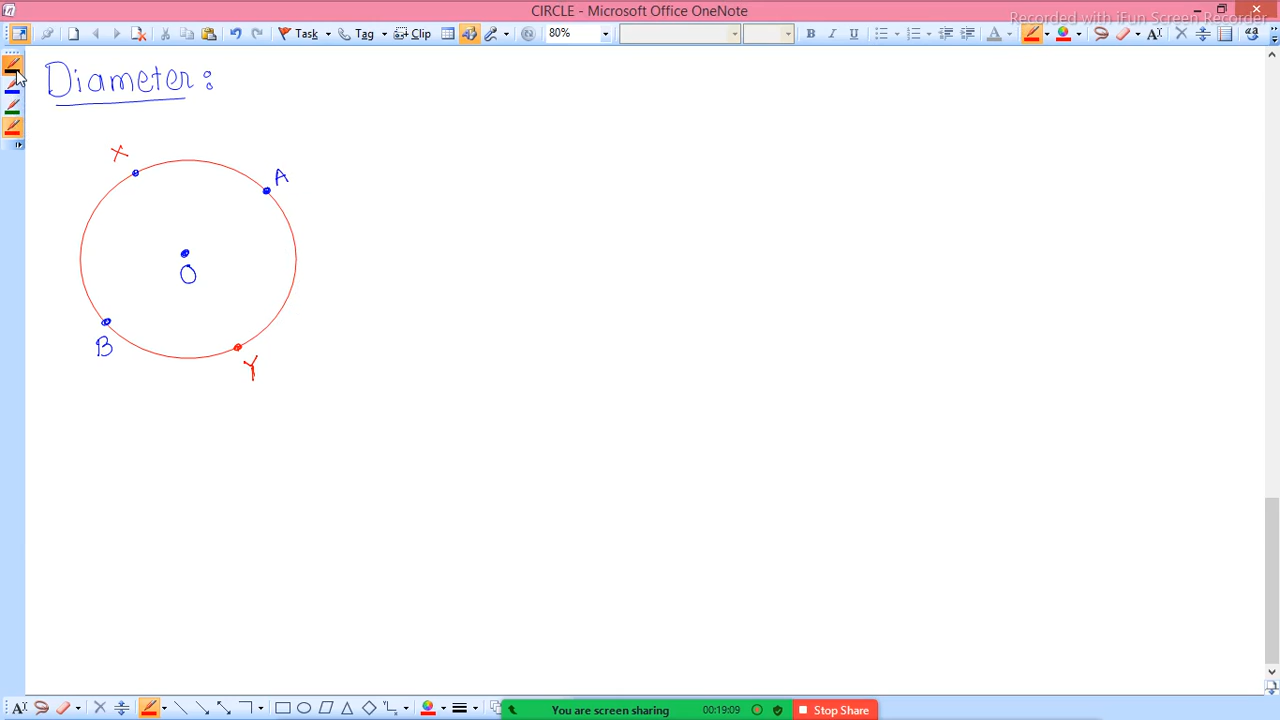 CIRCLE - Microsoft Office OneNote
Recorded with iFun Screen Recorder
Task Tag Clip 80% B I U
Diameter:
X
A
O
B
Y
You are screen sharing 00:19:09 Stop Share